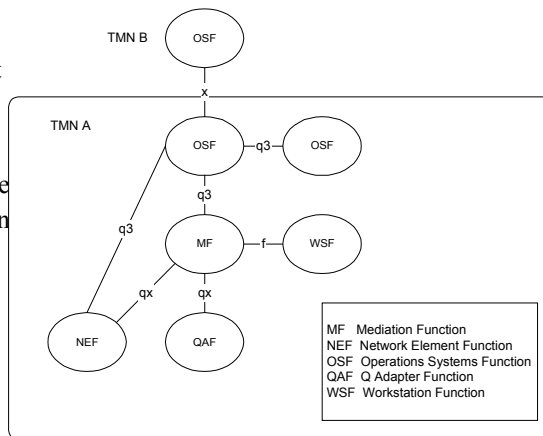 TMN B
OSF
x
TMN A
OSF
q3
OSF
e
n
q3
q3
MF
f
WSF
qx
qx
NEF
QAF
MF Mediation Function
NEF Network Element Function
OSF Operations Systems Function
QAF Q Adapter Function
WSF Workstation Function